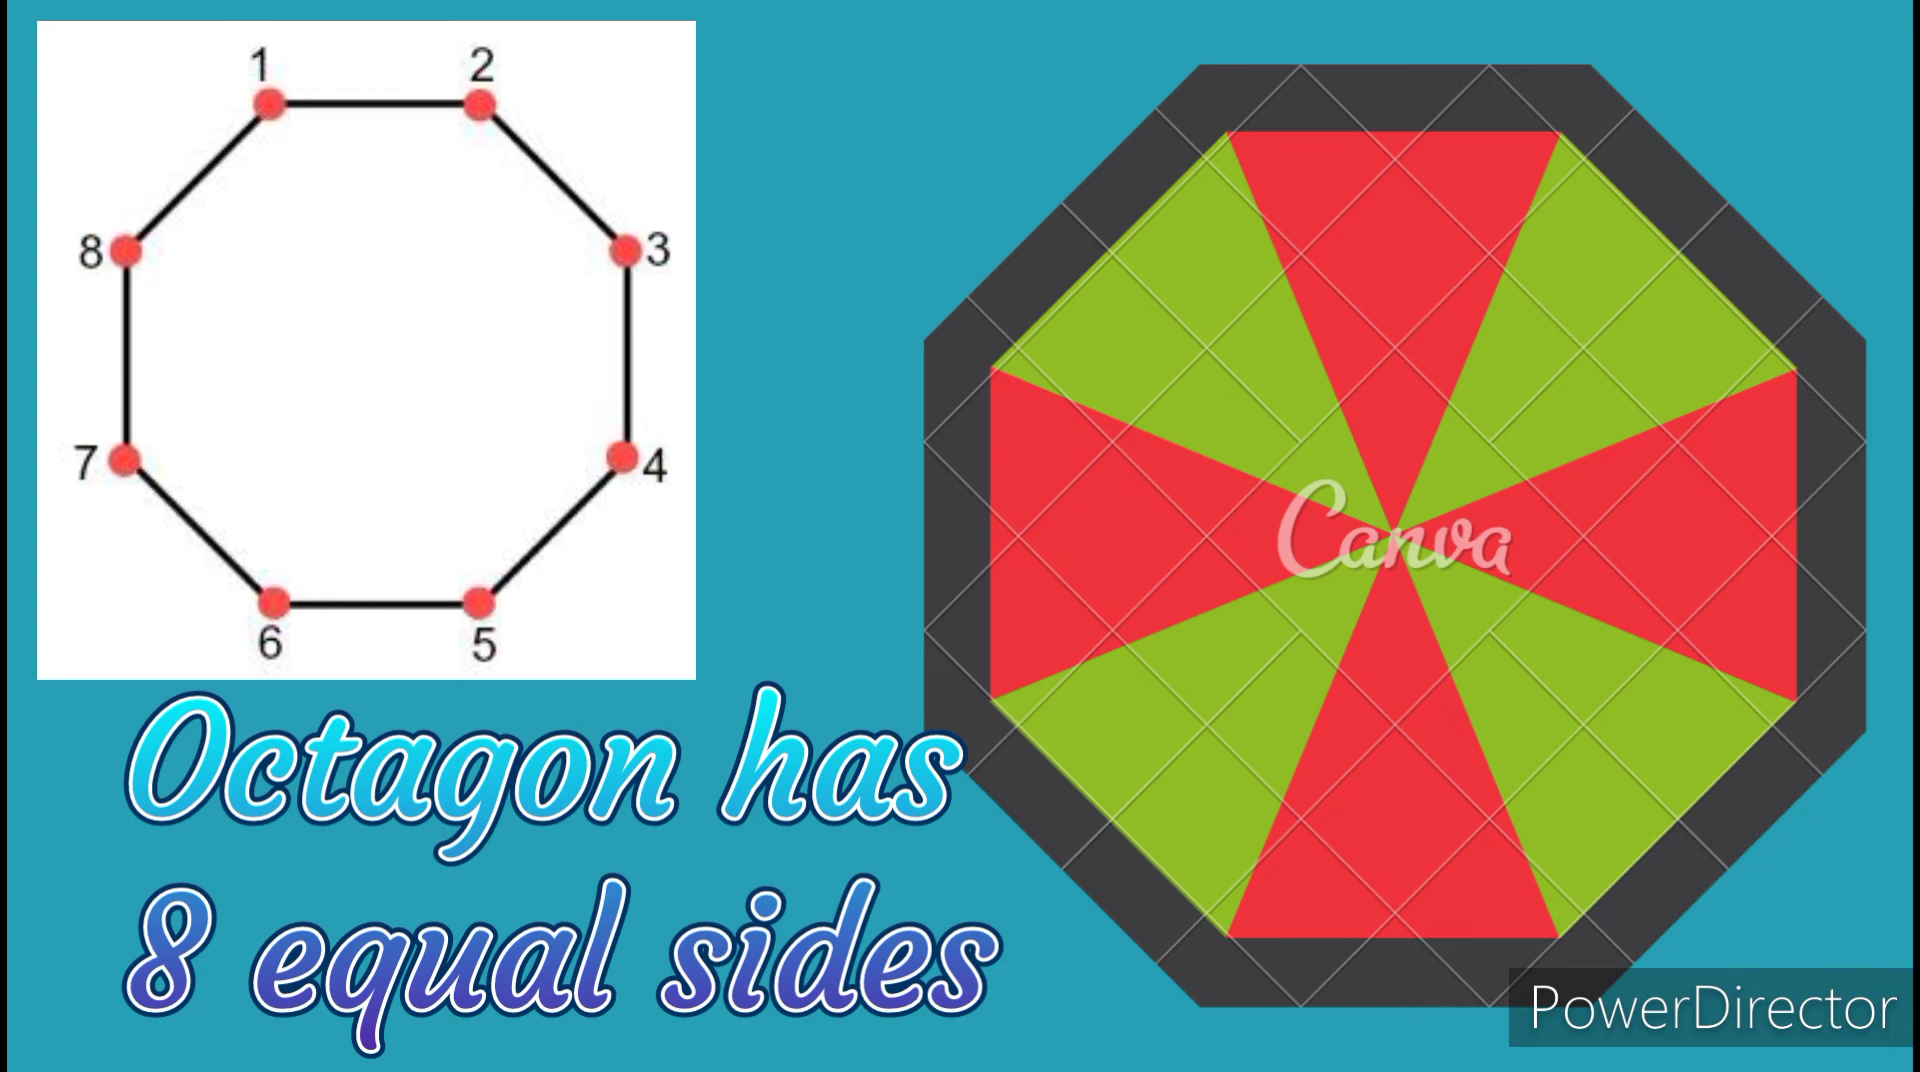 1 2
8 3
7 4
6 5
Canva
Octagon has
8 equal sides
PowerDirector